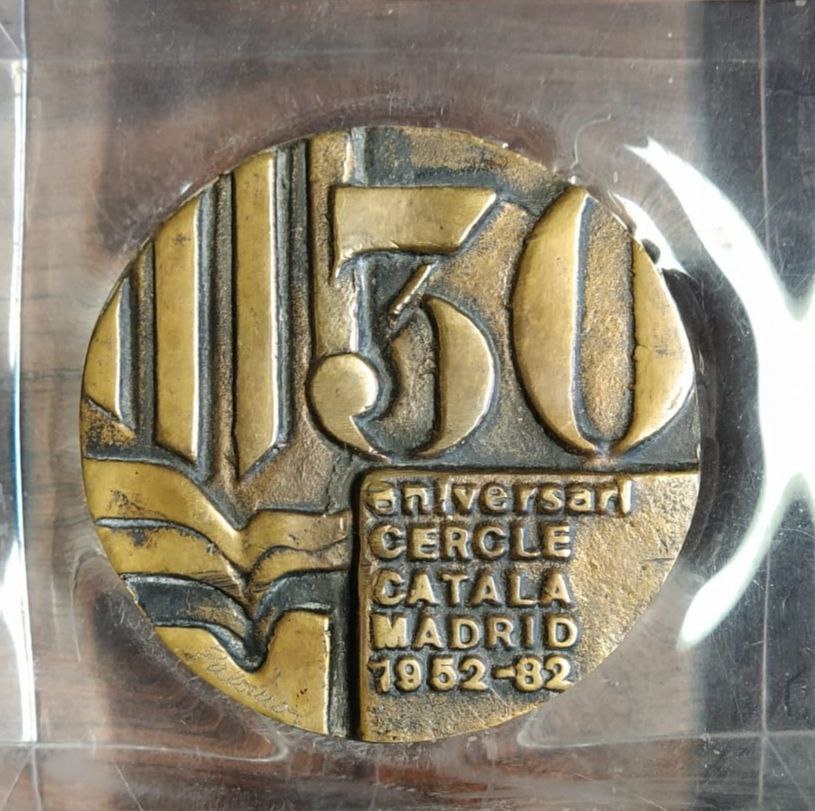 30
aniversari
CERCLE
CATALA
MADRID
1952-82